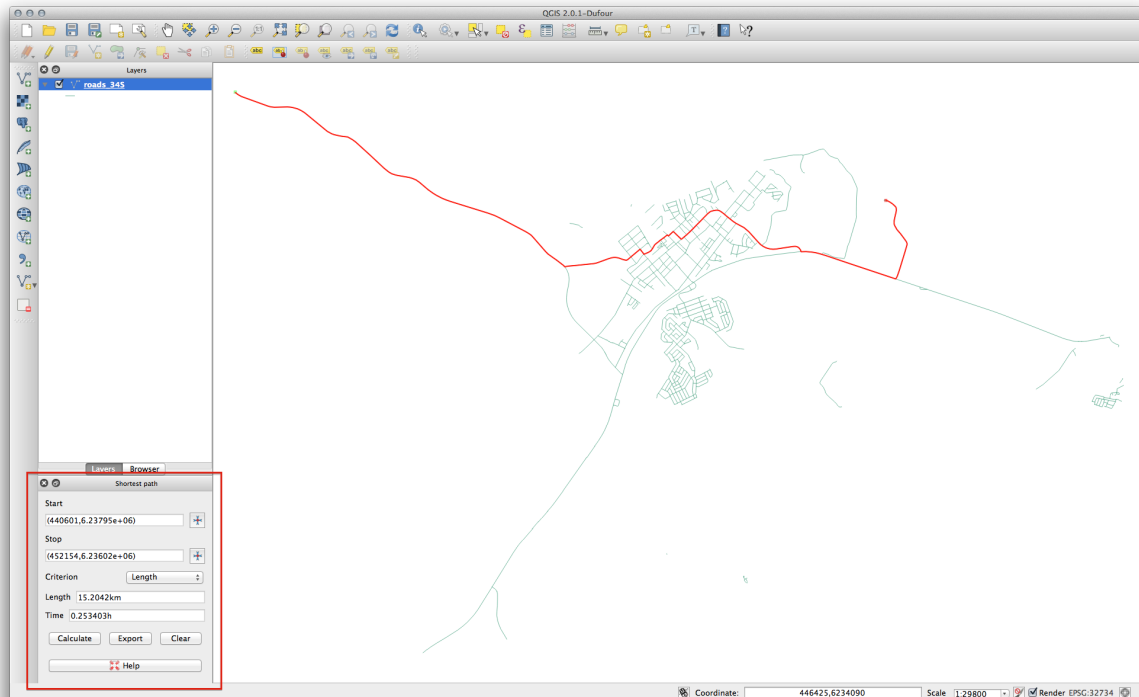 QGIS 2.0.1-Dufour
Layers
roads_34S
Layers Browser
Shortest path
Start
(440601,6.23795e+06)
Stop
(452154,6.23602e+06)
Criterion Length
Length 15.2042km
Time 0.253403h
Calculate Export Clear
Help
Coordinate: 446425,6234090 Scale 1:29800 Render EPSG:32734